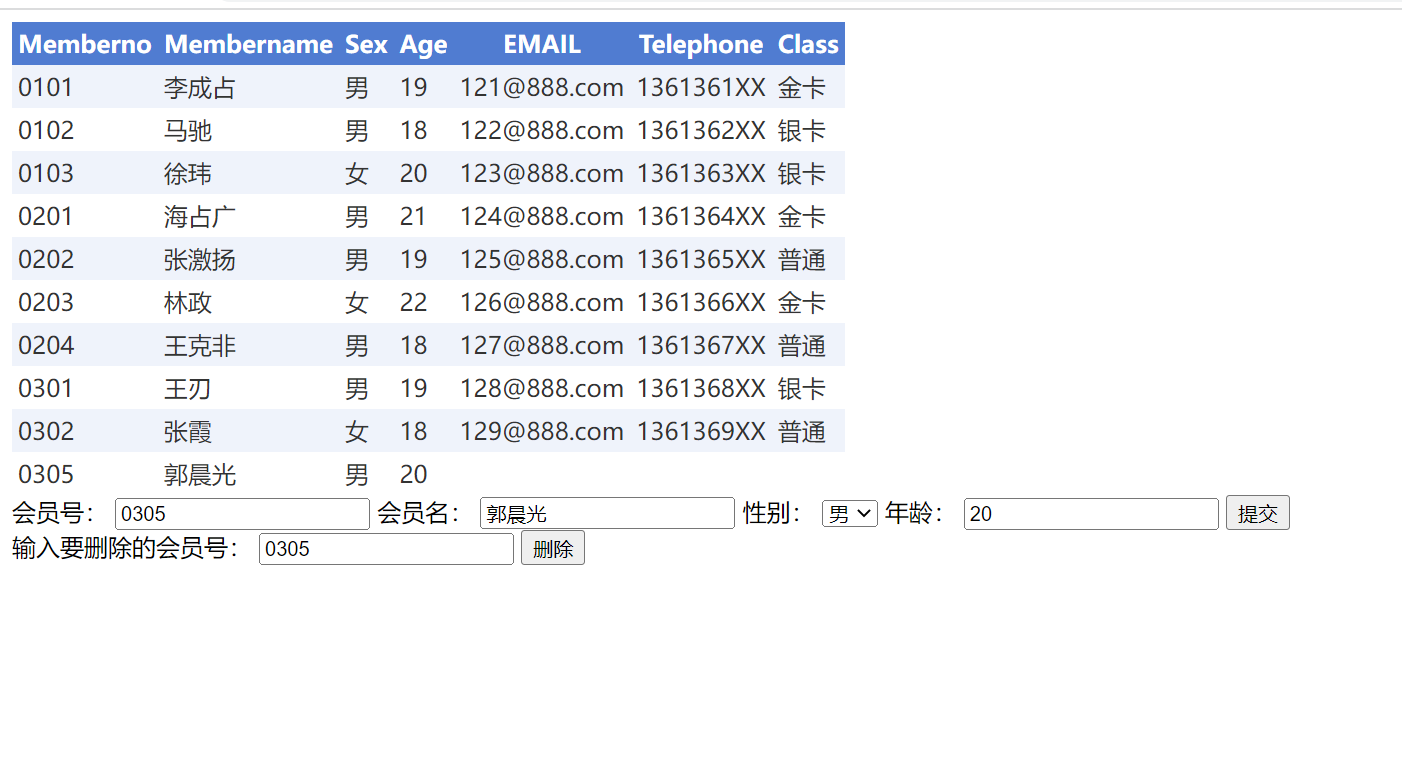 Memberno Membername Sex Age EMAIL Telephone Class
0101 李成占 男 19 121@888.com 1361361XX 金卡
0102 马驰 男 18 122@888.com 1361362XX 银卡
0103 徐玮 女 20 123@888.com 1361363XX 银卡
0201 海占广 男 21 124@888.com 1361364XX 金卡
0202 张激扬 男 19 125@888.com 1361365XX 普通
0203 林政 女 22 126@888.com 1361366XX 金卡
0204 王克非 男 18 127@888.com 1361367XX 普通
0301 王刃 男 19 128@888.com 1361368XX 银卡
0302 张霞 女 18 129@888.com 1361369XX 普通
0305 郭晨光 男 20
会员号： 0305 会员名： 郭晨光 性别： 男 年龄： 20 提交
输入要删除的会员号： 0305 删除